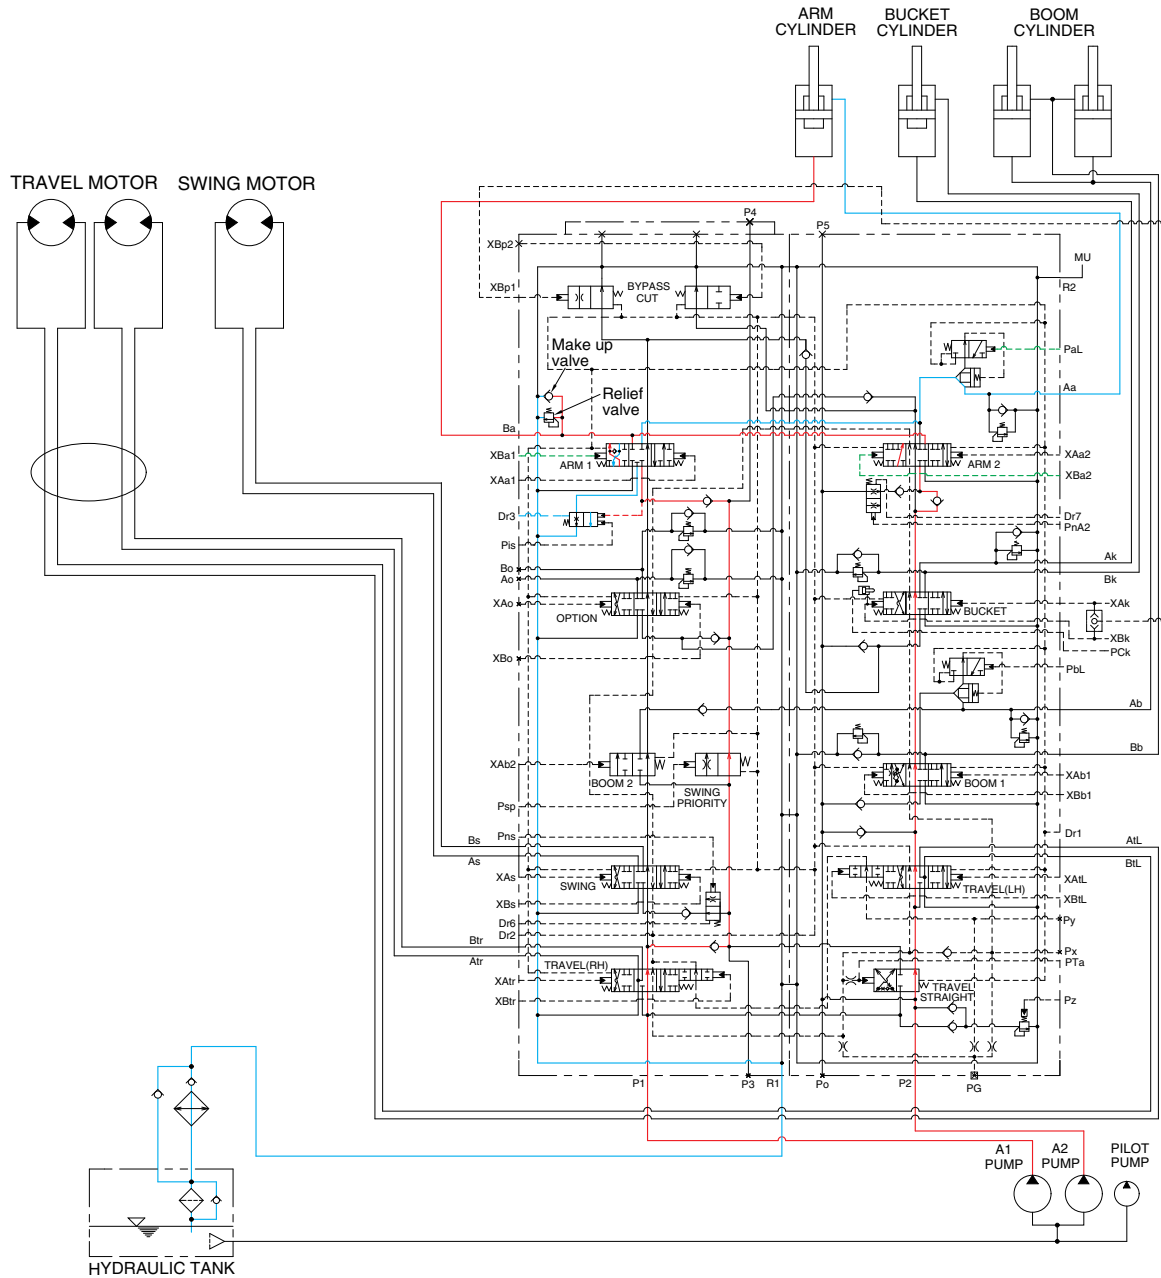 ARM
CYLINDER
BUCKET
CYLINDER
BOOM
CYLINDER
TRAVEL MOTOR
SWING MOTOR
P4
P5
XBp2
MU
R2
XBp1
BYPASS
CUT
Make up
valve
PaL
Relief
valve
Aa
Ba
XBa1
ARM 1
ARM 2
XAa2
XAa1
XBa2
Dr3
Dr7
PnA2
Pis
Ak
Bo
Ao
Bk
XAo
XAk
OPTION
BUCKET
XBk
XBo
PCk
PbL
Ab
Bb
XAb2
XAb1
BOOM 2
SWING
PRIORITY
BOOM 1
XBb1
Psp
Pns
Dr1
Bs
AtL
As
BtL
XAs
SWING
XAtL
TRAVEL(LH)
XBs
XBtL
Dr6
Py
Dr2
Btr
Px
Atr
TRAVEL(RH)
PTa
XAtr
TRAVEL
STRAIGHT
XBtr
Pz
P1
P3
R1
Po
P2
PG
A1
PUMP
A2
PUMP
PILOT
PUMP
HYDRAULIC TANK